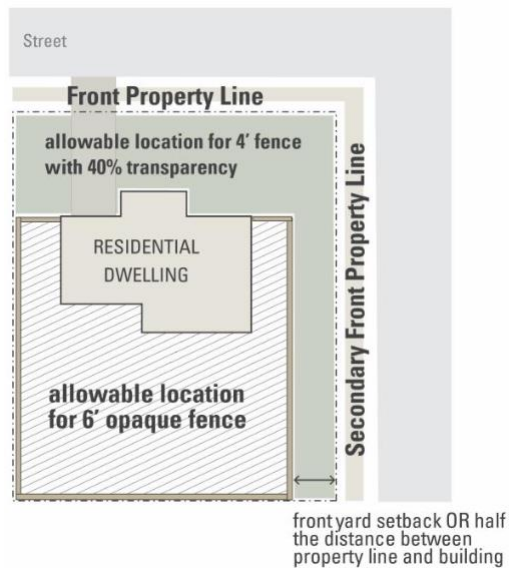 Street
Front Property Line
allowable location for 4' fence
with 40% transparency
Secondary Front Property Line
RESIDENTIAL
DWELLING
allowable location
for 6' opaque fence
front yard setback OR half
the distance between
property line and building